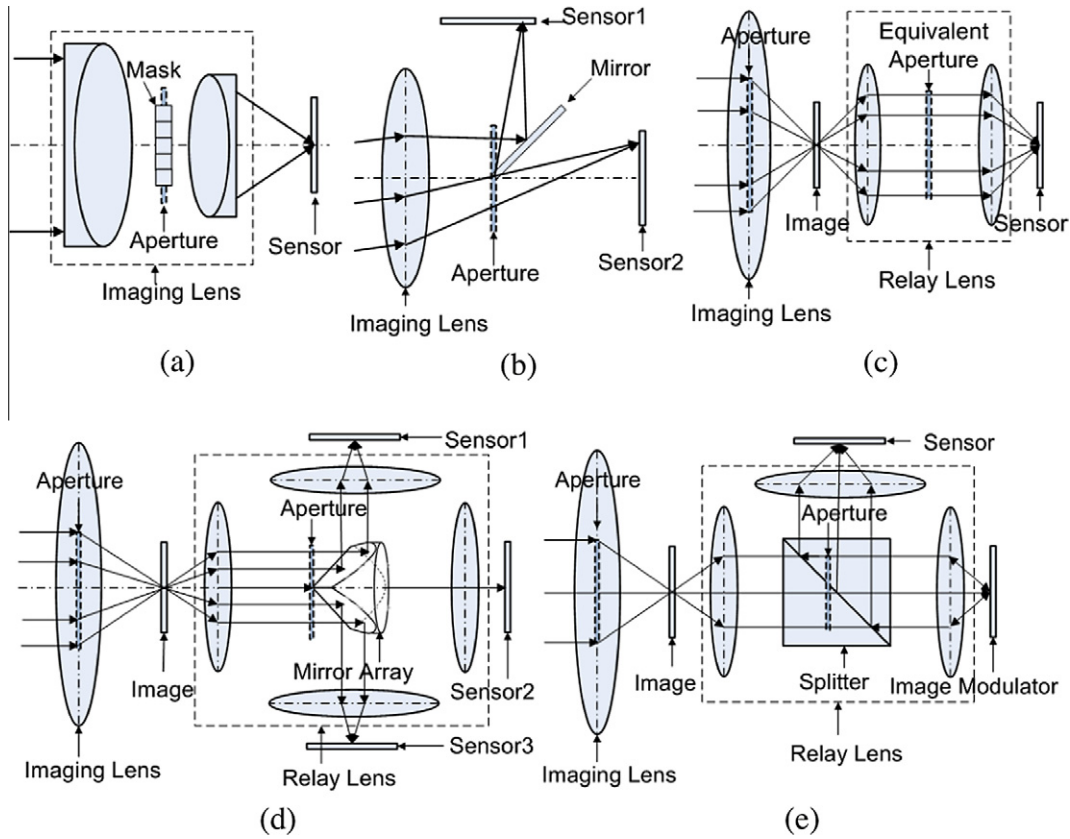 Mask
Aperture
Sensor
Imaging Lens
(a)
Sensor1
Mirror
Aperture
Sensor2
Imaging Lens
(b)
Aperture
Equivalent
Aperture
Image
Sensor
Relay Lens
Imaging Lens
(c)
Sensor1
Aperture
Aperture
Mirror Array
Image
Sensor2
Sensor3
Imaging Lens
Relay Lens
(d)
Sensor
Aperture
Aperture
Image
Splitter
Image Modulator
Relay Lens
Imaging Lens
(e)